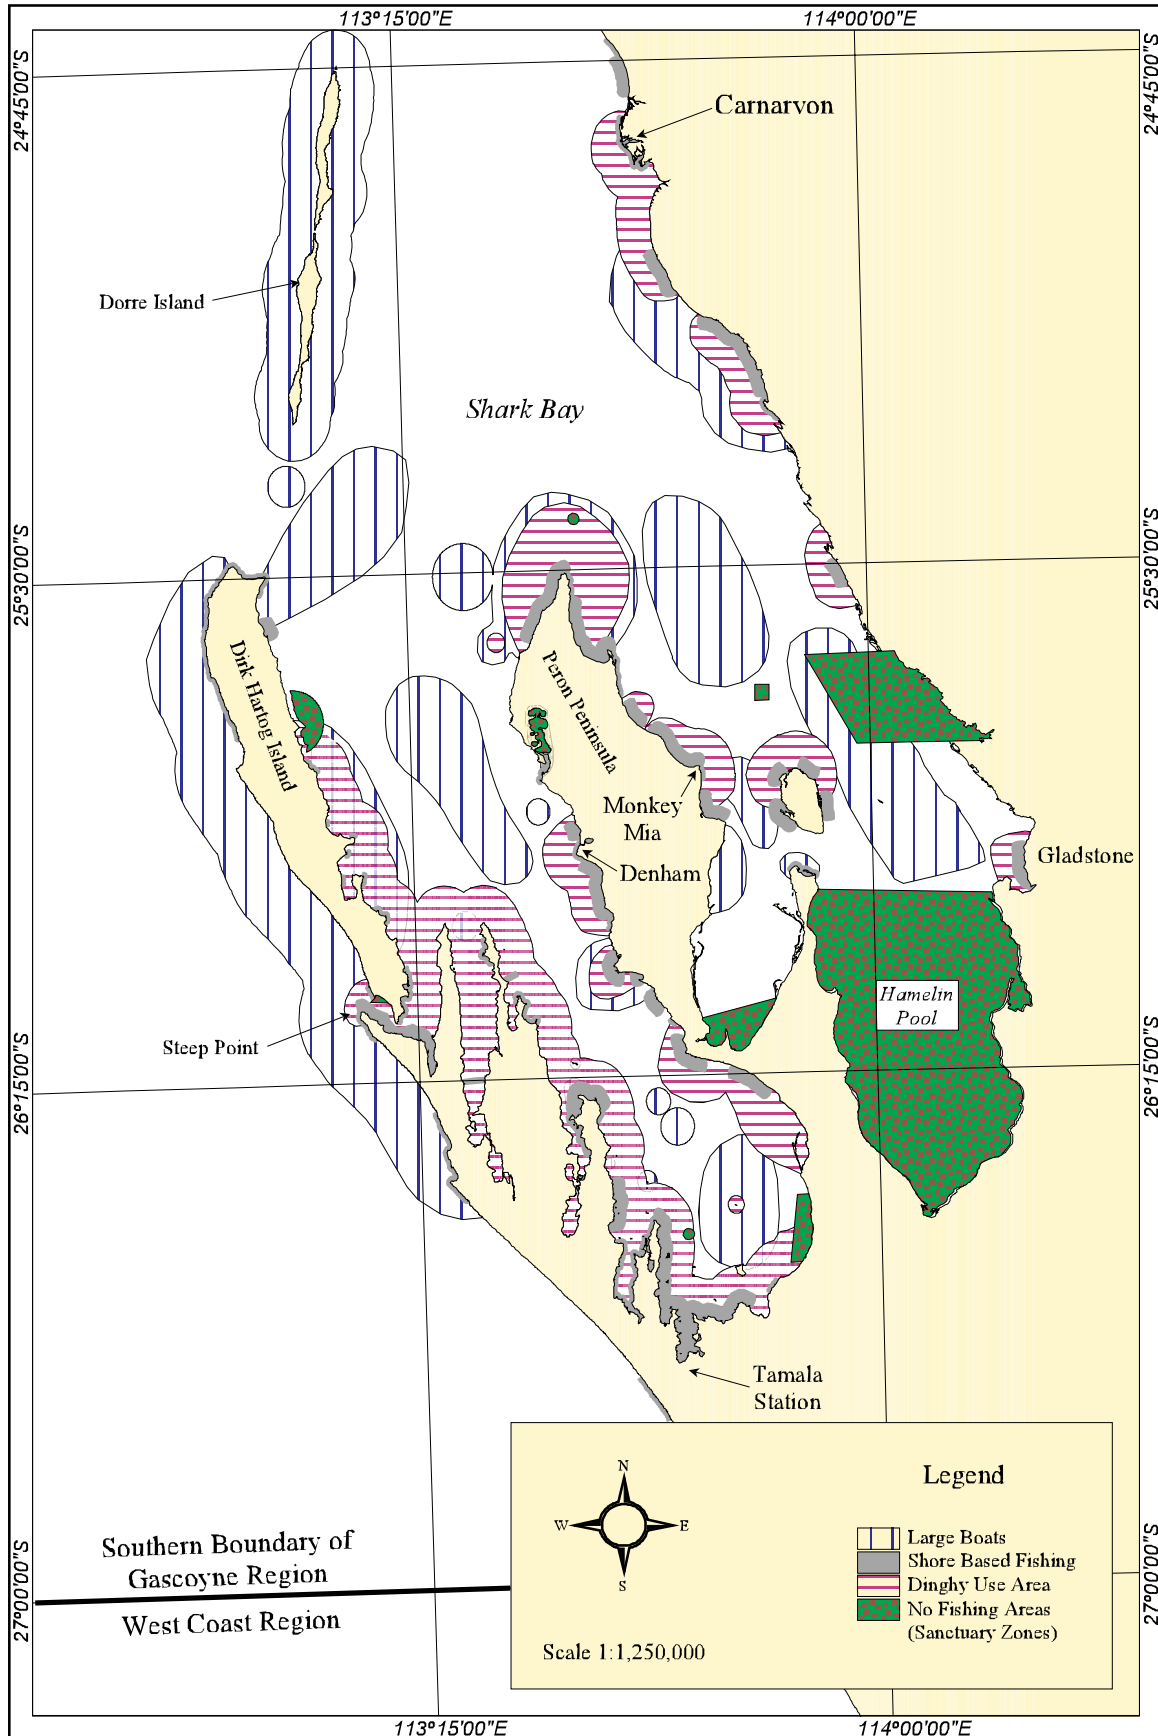 113°15'00"E
114°00'00"E
24°45'00"S
24°45'00"S
Carnarvon
Dorre Island
Shark Bay
25°30'00"S
25°30'00"S
Dirk Hartog Island
Peron Peninsula
Monkey
Mia
Denham
Gladstone
Hamelin
Pool
Steep Point
26°15'00"S
26°15'00"S
Tamala
Station
N
W
E
S
Legend
Large Boats
Shore Based Fishing
Dinghy Use Area
No Fishing Areas
(Sanctuary Zones)
Scale 1:1,250,000
Southern Boundary of
Gascoyne Region
West Coast Region
27°00'00"S
27°00'00"S
113°15'00"E
114°00'00"E